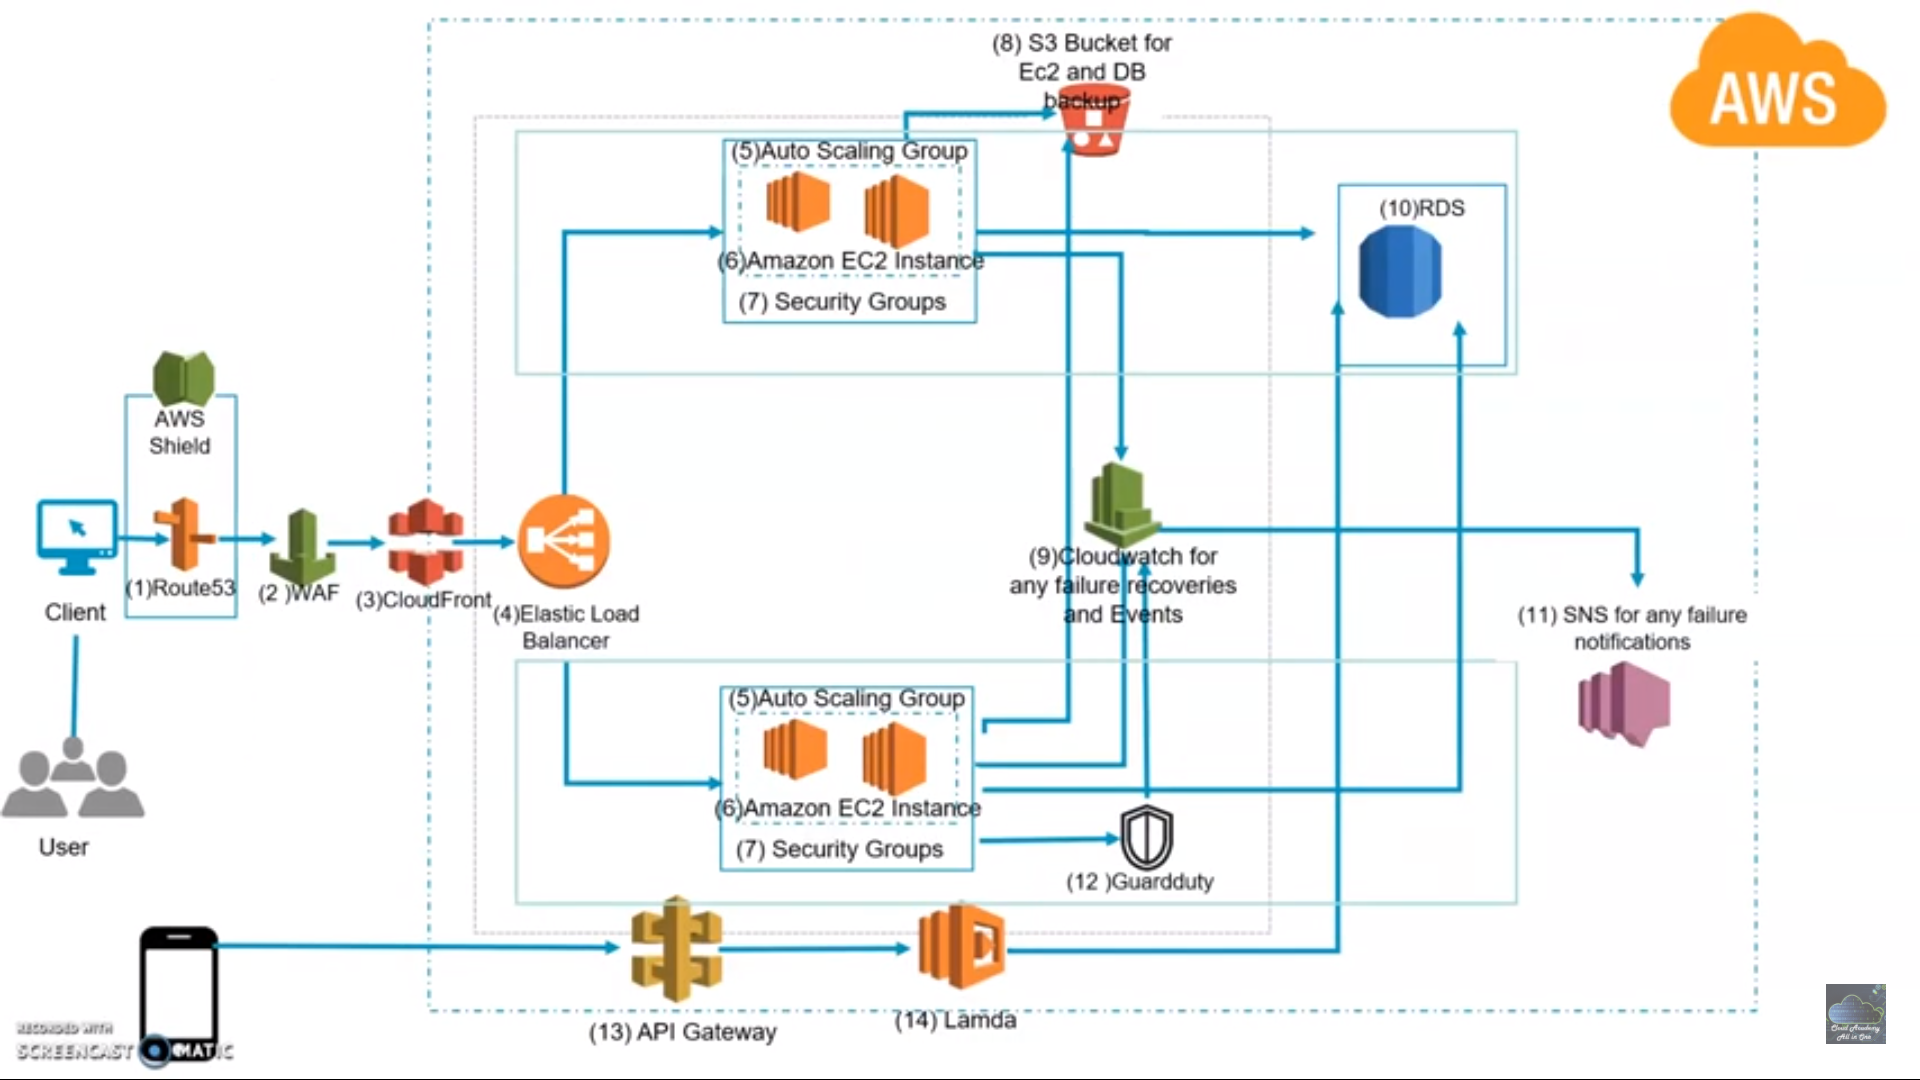 (8) S3 Bucket for
Ec2 and DB
backup
AWS
(5)Auto Scaling Group
(6)Amazon EC2 Instance
(7) Security Groups
(10)RDS
AWS
Shield
(1)Route53
(2 )WAF
(3)CloudFront
(4)Elastic Load
Balancer
Client
User
(9)Cloudwatch for
any failure recoveries
and Events
(11) SNS for any failure
notifications
(5)Auto Scaling Group
(6)Amazon EC2 Instance
(7) Security Groups
(12 )Guardduty
(13) API Gateway
(14) Lamda
RECORDED WITH
SCREENCAST MATIC
All in One